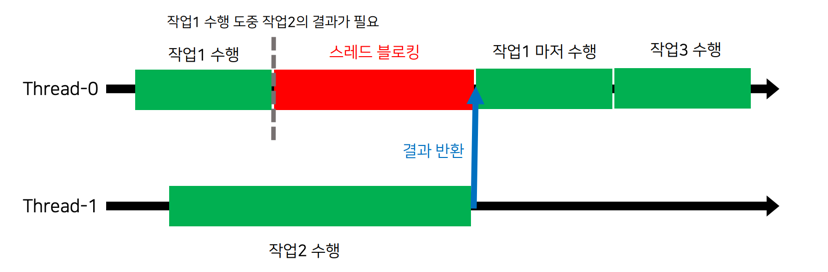 작업1 수행 도중 작업2의 결과가 필요
작업1 수행
스레드 블로킹
작업1 마저 수행
작업3 수행
Thread-0
결과 반환
Thread-1
작업2 수행